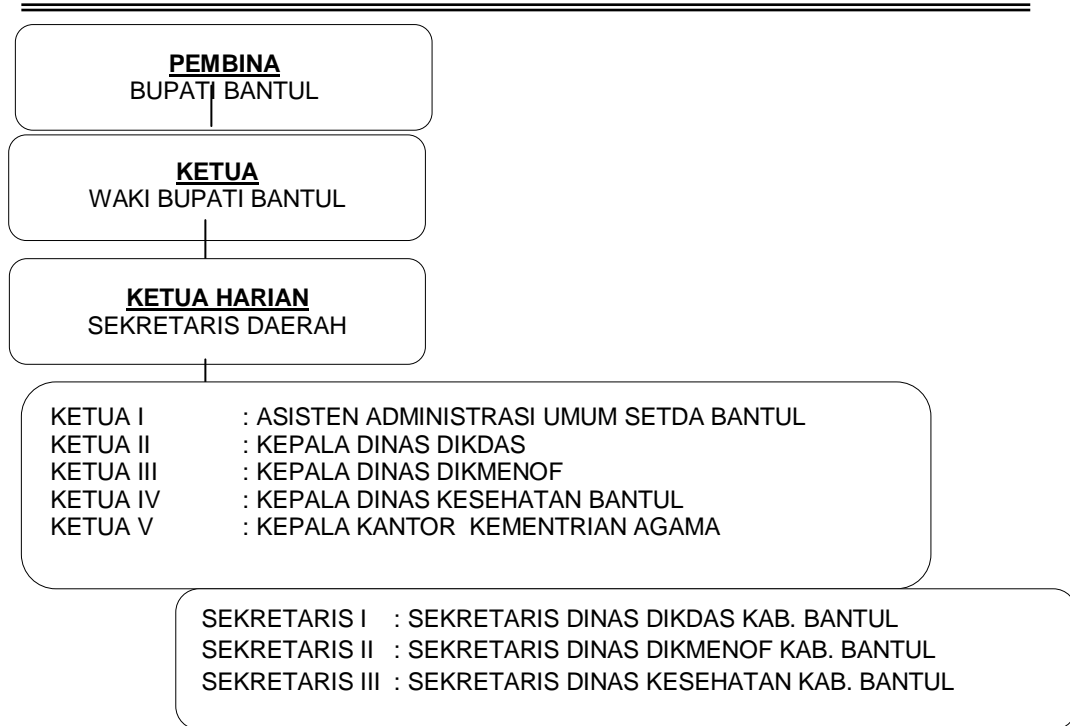 PEMBINA
BUPATI BANTUL
KETUA
WAKI BUPATI BANTUL
KETUA HARIAN
SEKRETARIS DAERAH
KETUA I : ASISTEN ADMINISTRASI UMUM SETDA BANTUL
KETUA II : KEPALA DINAS DIKDAS
KETUA III : KEPALA DINAS DIKMENOF
KETUA IV : KEPALA DINAS KESEHATAN BANTUL
KETUA V : KEPALA KANTOR KEMENTRIAN AGAMA
SEKRETARIS I : SEKRETARIS DINAS DIKDAS KAB. BANTUL
SEKRETARIS II : SEKRETARIS DINAS DIKMENOF KAB. BANTUL
SEKRETARIS III : SEKRETARIS DINAS KESEHATAN KAB. BANTUL